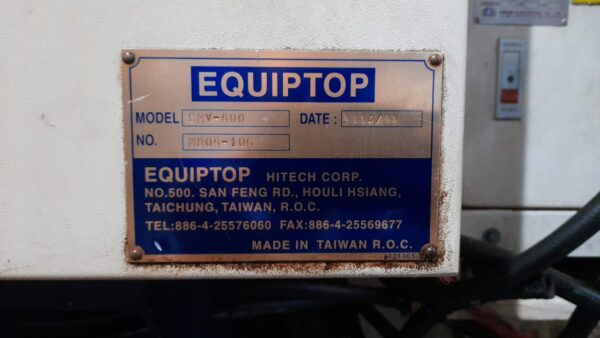 EQUIPTOP
MODEL DATE :
NO.
EQUIPTOP HITECH CORP.
NO.500. SAN FENG RD., HOULI HSIANG,
TAICHUNG, TAIWAN, R.O.C.
TEL:886-4-25576060 FAX:886-4-25569677
MADE IN TAIWAN R.O.C.